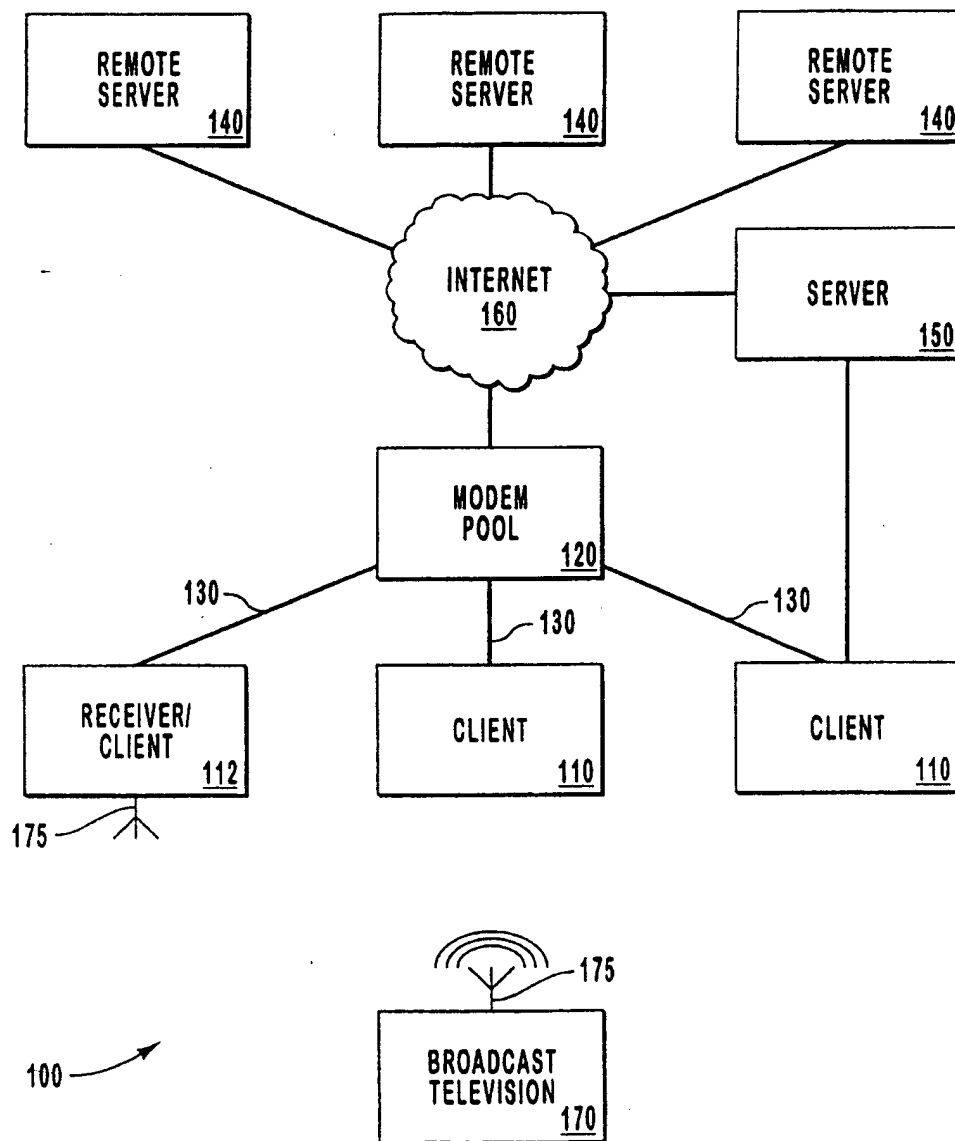 REMOTE
SERVER
140
REMOTE
SERVER
140
REMOTE
SERVER
140
INTERNET
160
SERVER
150
MODEM
POOL
120
130
130
130
RECEIVER/
CLIENT
112
CLIENT
110
CLIENT
110
175
175
100
BROADCAST
TELEVISION
170